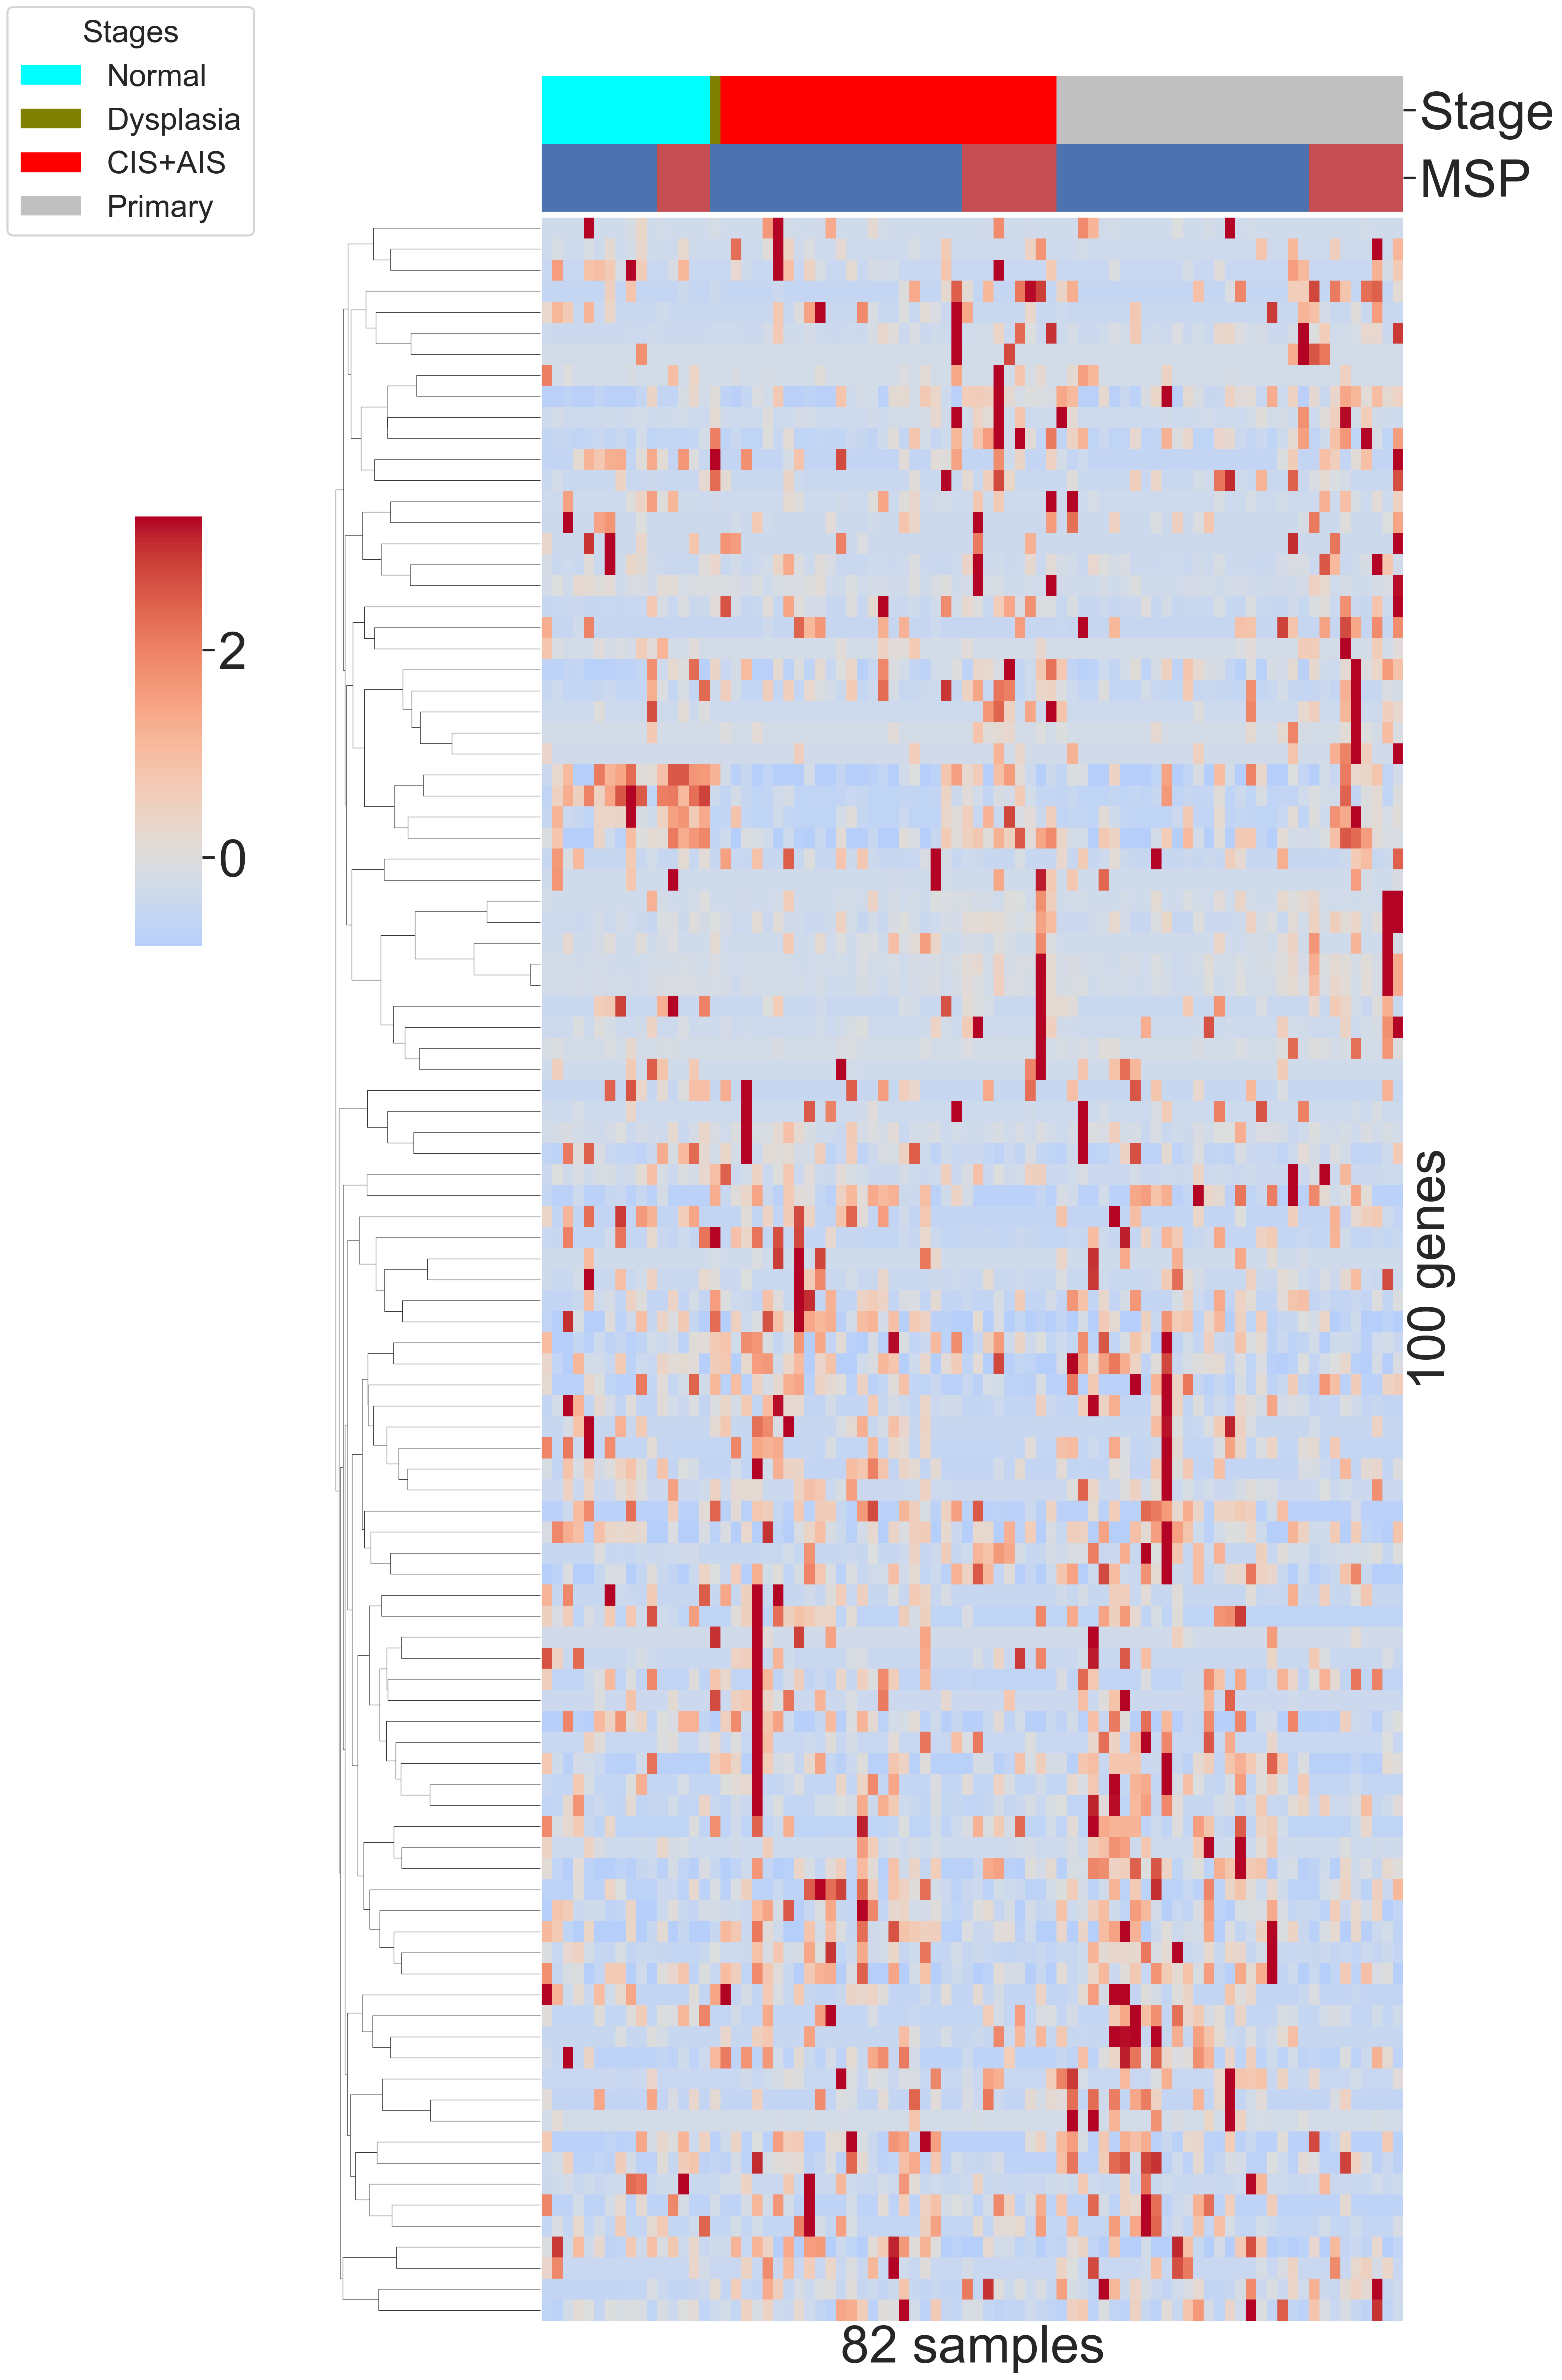 Stages
Normal
Dysplasia
CIS+AIS
Primary
Stage
MSP
2
0
100 genes
82 samples